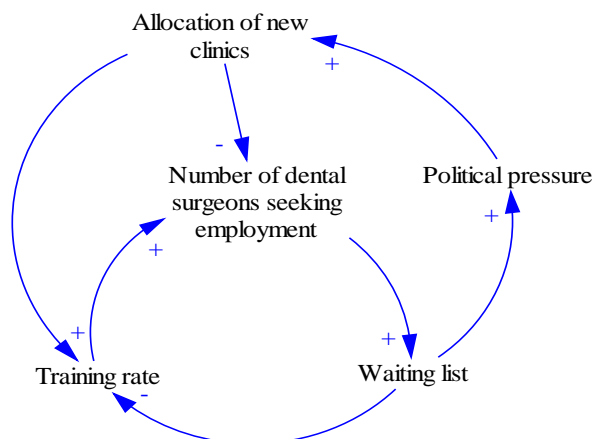 Allocation of new
clinics
+
-
Number of dental
surgeons seeking
employment
Political pressure
+
+
+
+
Training rate
-
Waiting list